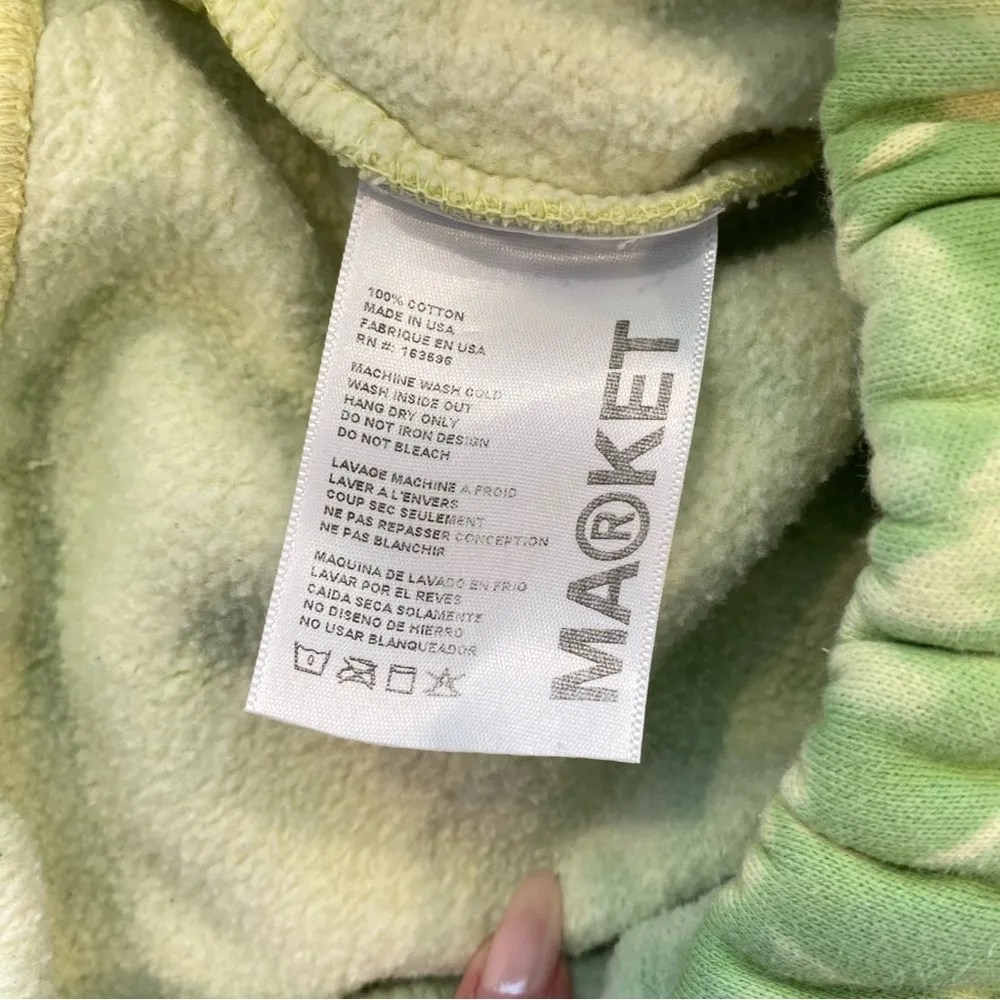 100% COTTON
MADE IN USA
FABRIQUE EN USA
RN #: 163596
MACHINE WASH COLD
WASH INSIDE OUT
HANG DRY ONLY
DO NOT IRON DESIGN
DO NOT BLEACH
LAVAGE MACHINE A FROID
LAVER A L'ENVERS
COUP SEC SEULEMENT
NE PAS REPASSER CONCEPTION
NE PAS BLANCHIR
MAQUINA DE LAVADO EN FRIO
LAVAR POR EL REVES
CAIDA SECA SOLAMENTE
NO DISENO DE HIERRO
NO USAR BLANQUEADOR
MA®KET